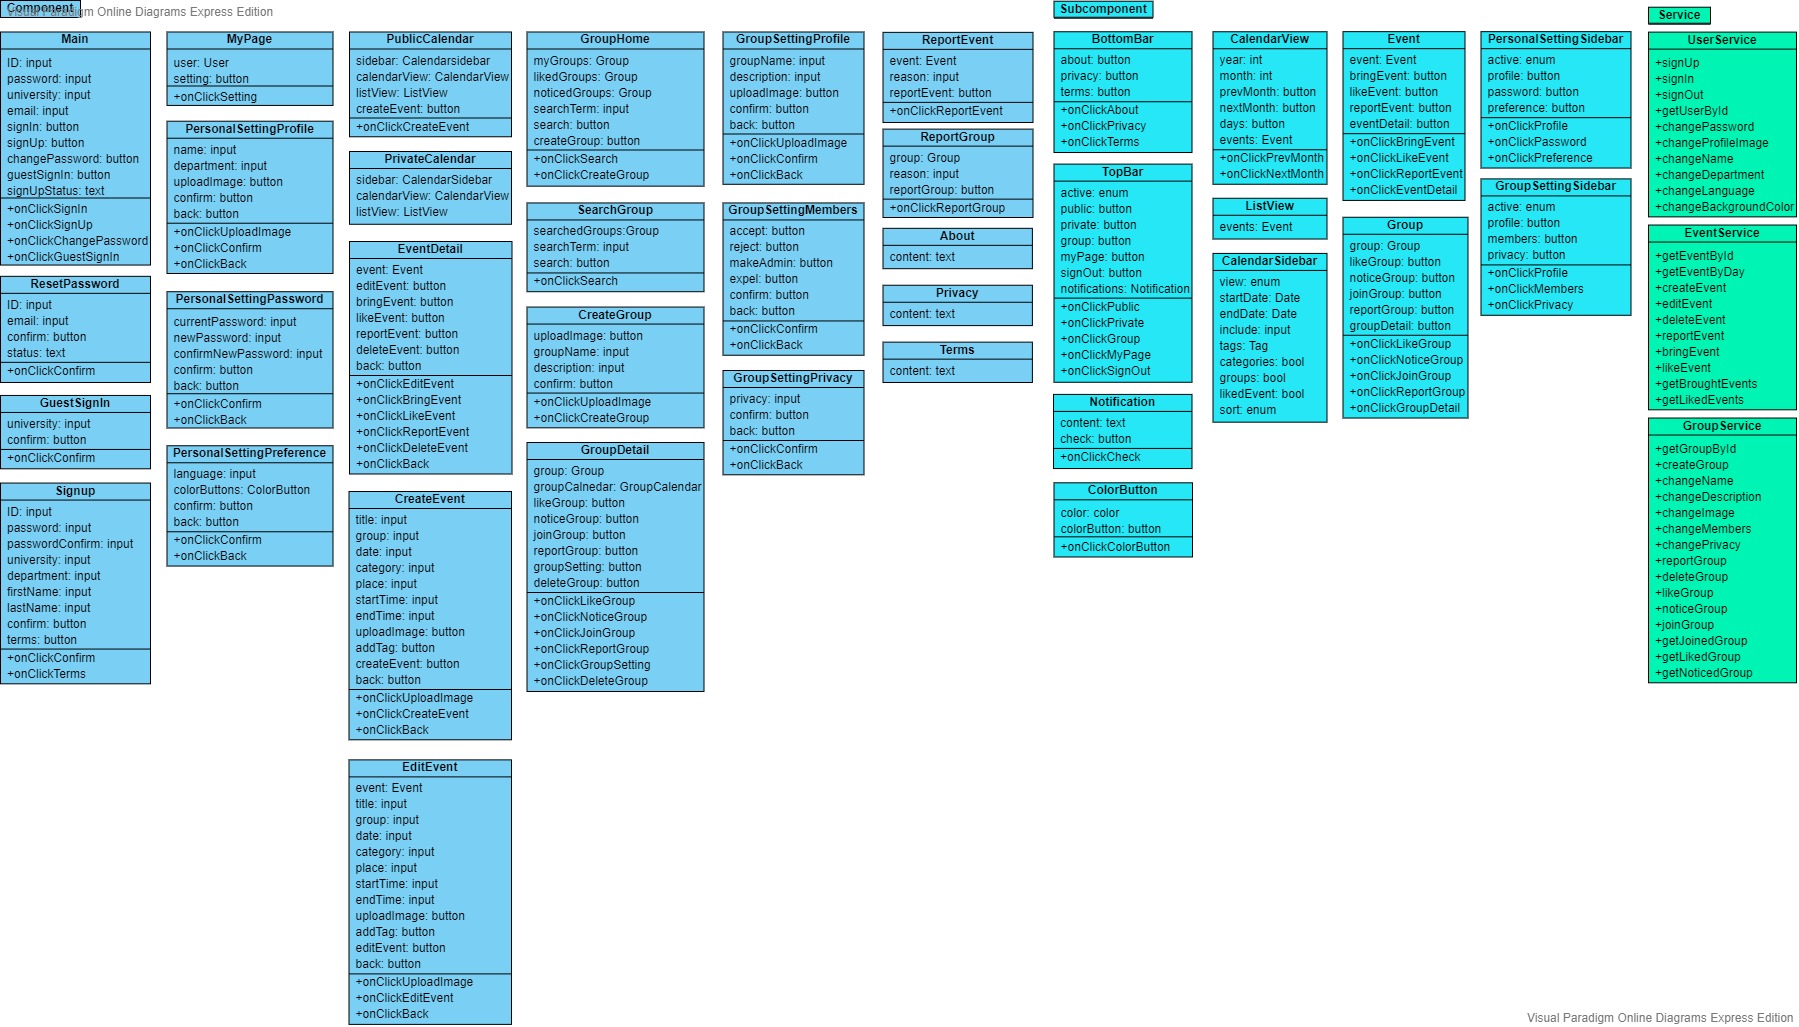 Component
Visual Paradigm Online Diagrams Express Edition
Main
ID: input
password: input
university: input
email: input
signIn: button
signUp: button
changePassword: button
guestSignIn: button
signUpStatus: text
+onClickSignIn
+onClickSignUp
+onClickChangePassword
+onClickGuestSignIn
ResetPassword
ID: input
email: input
confirm: button
status: text
+onClickConfirm
GuestSignIn
university: input
confirm: button
+onClickConfirm
Signup
ID: input
password: input
passwordConfirm: input
university: input
department: input
firstName: input
lastName: input
confirm: button
terms: button
+onClickConfirm
+onClickTerms
MyPage
user: User
setting: button
+onClickSetting
PersonalSettingProfile
name: input
department: input
uploadImage: button
confirm: button
back: button
+onClickUploadImage
+onClickConfirm
+onClickBack
PersonalSettingPassword
currentPassword: input
newPassword: input
confirmNewPassword: input
confirm: button
back: button
+onClickConfirm
+onClickBack
PersonalSettingPreference
language: input
colorButtons: ColorButton
confirm: button
back: button
+onClickConfirm
+onClickBack
PublicCalendar
sidebar: Calendarsidebar
calendarView: CalendarView
listView: ListView
createEvent: button
+onClickCreateEvent
PrivateCalendar
sidebar: CalendarSidebar
calendarView: CalendarView
listView: ListView
EventDetail
event: Event
editEvent: button
bringEvent: button
likeEvent: button
reportEvent: button
deleteEvent: button
back: button
+onClickEditEvent
+onClickBringEvent
+onClickLikeEvent
+onClickReportEvent
+onClickDeleteEvent
+onClickBack
CreateEvent
title: input
group: input
date: input
category: input
place: input
startTime: input
endTime: input
uploadImage: button
addTag: button
createEvent: button
back: button
+onClickUploadImage
+onClickCreateEvent
+onClickBack
EditEvent
event: Event
title: input
group: input
date: input
category: input
place: input
startTime: input
endTime: input
uploadImage: button
addTag: button
editEvent: button
back: button
+onClickUploadImage
+onClickEditEvent
+onClickBack
GroupHome
myGroups: Group
likedGroups: Group
noticedGroups: Group
searchTerm: input
search: button
createGroup: button
+onClickSearch
+onClickCreateGroup
SearchGroup
searchedGroups:Group
searchTerm: input
search: button
+onClickSearch
CreateGroup
uploadImage: button
groupName: input
description: input
confirm: button
+onClickUploadImage
+onClickCreateGroup
GroupDetail
group: Group
groupCalnedar: GroupCalendar
likeGroup: button
noticeGroup: button
joinGroup: button
reportGroup: button
groupSetting: button
deleteGroup: button
+onClickLikeGroup
+onClickNoticeGroup
+onClickJoinGroup
+onClickReportGroup
+onClickGroupSetting
+onClickDeleteGroup
GroupSettingProfile
groupName: input
description: input
uploadImage: button
confirm: button
back: button
+onClickUploadImage
+onClickConfirm
+onClickBack
GroupSettingMembers
accept: button
reject: button
makeAdmin: button
expel: button
confirm: button
back: button
+onClickConfirm
+onClickBack
GroupSettingPrivacy
privacy: input
confirm: button
back: button
+onClickConfirm
+onClickBack
ReportEvent
event: Event
reason: input
reportEvent: button
+onClickReportEvent
ReportGroup
group: Group
reason: input
reportGroup: button
+onClickReportGroup
About
content: text
Privacy
content: text
Terms
content: text
Subcomponent
BottomBar
about: button
privacy: button
terms: button
+onClickAbout
+onClickPrivacy
+onClickTerms
TopBar
active: enum
public: button
private: button
group: button
myPage: button
signOut: button
notifications: Notification
+onClickPublic
+onClickPrivate
+onClickGroup
+onClickMyPage
+onClickSignOut
Notification
content: text
check: button
+onClickCheck
ColorButton
color: color
colorButton: button
+onClickColorButton
CalendarView
year: int
month: int
prevMonth: button
nextMonth: button
days: button
events: Event
+onClickPrevMonth
+onClickNextMonth
ListView
events: Event
CalendarSidebar
view: enum
startDate: Date
endDate: Date
include: input
tags: Tag
categories: bool
groups: bool
likedEvent: bool
sort: enum
Event
event: Event
bringEvent: button
likeEvent: button
reportEvent: button
eventDetail: button
+onClickBringEvent
+onClickLikeEvent
+onClickReportEvent
+onClickEventDetail
Group
group: Group
likeGroup: button
noticeGroup: button
joinGroup: button
reportGroup: button
groupDetail: button
+onClickLikeGroup
+onClickNoticeGroup
+onClickJoinGroup
+onClickReportGroup
+onClickGroupDetail
PersonalSettingSidebar
active: enum
profile: button
password: button
preference: button
+onClickProfile
+onClickPassword
+onClickPreference
GroupSettingSidebar
active: enum
profile: button
members: button
privacy: button
+onClickProfile
+onClickMembers
+onClickPrivacy
Service
UserService
+signUp
+signIn
+signOut
+getUserById
+changePassword
+changeProfileImage
+changeName
+changeDepartment
+changeLanguage
+changeBackgroundColor
EventService
+getEventById
+getEventByDay
+createEvent
+editEvent
+deleteEvent
+reportEvent
+bringEvent
+likeEvent
+getBroughtEvents
+getLikedEvents
GroupService
+getGroupById
+createGroup
+changeName
+changeDescription
+changeImage
+changeMembers
+changePrivacy
+reportGroup
+deleteGroup
+likeGroup
+noticeGroup
+joinGroup
+getJoinedGroup
+getLikedGroup
+getNoticedGroup
Visual Paradigm Online Diagrams Express Edition